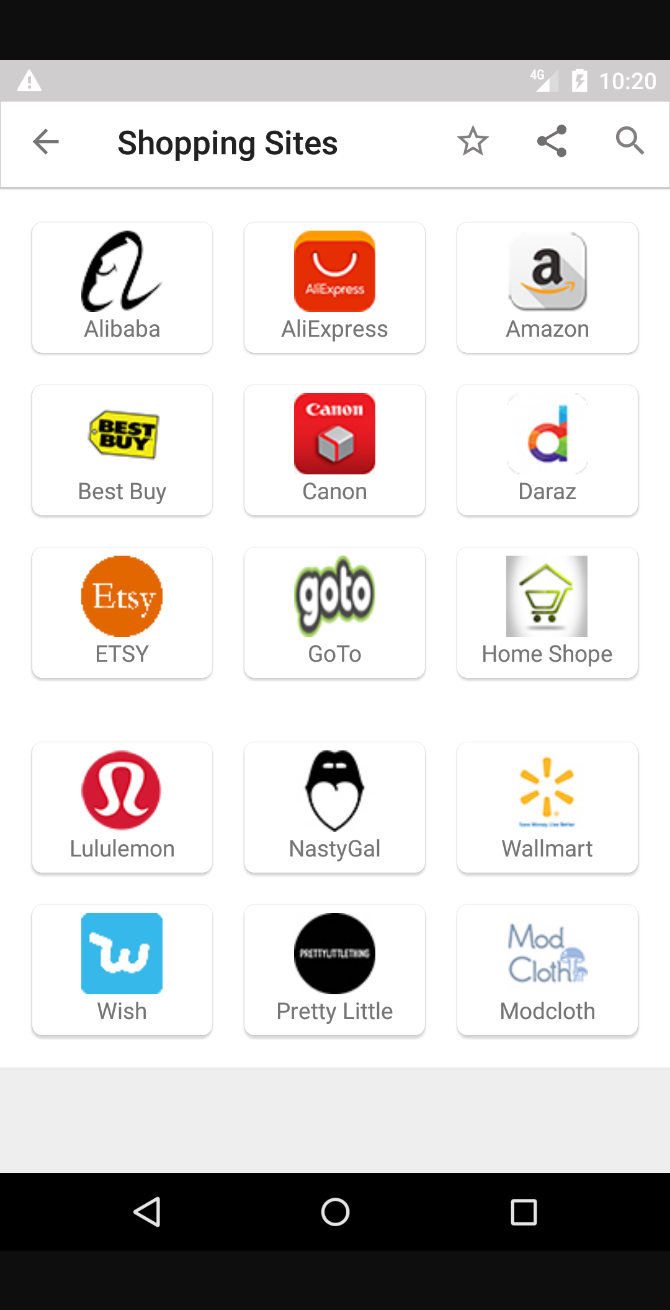 4G 10:20
Shopping Sites
AliExpress
a
Alibaba AliExpress Amazon
BEST
BUY
Canon
d
Best Buy Canon Daraz
Etsy
goto
ETSY GoTo Home Shope
Save Money. Live Better.
Lululemon NastyGal Wallmart
w
PRETTYLITTLETHING
Mod
Cloth
Wish Pretty Little Modcloth